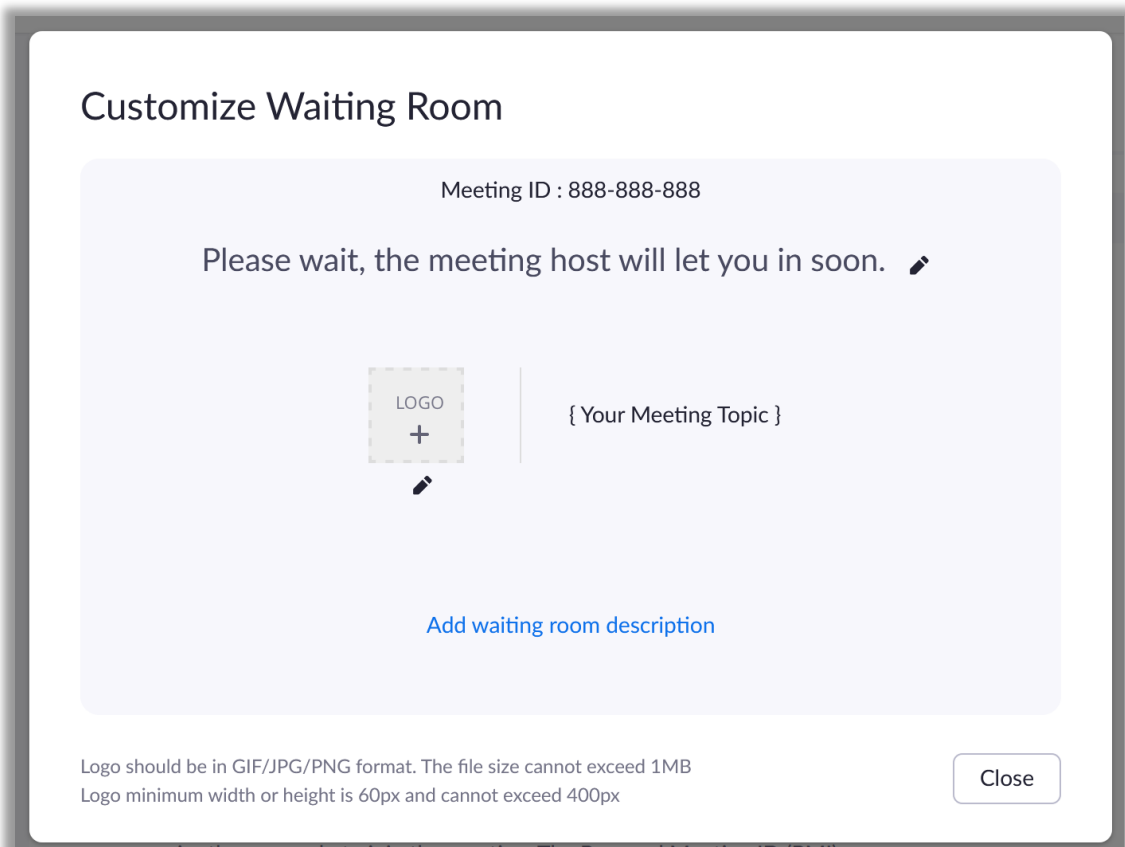 Customize Waiting Room
Meeting ID : 888-888-888
Please wait, the meeting host will let you in soon.
LOGO
+
{ Your Meeting Topic }
Add waiting room description
Logo should be in GIF/JPG/PNG format. The file size cannot exceed 1MB
Logo minimum width or height is 60px and cannot exceed 400px
Close